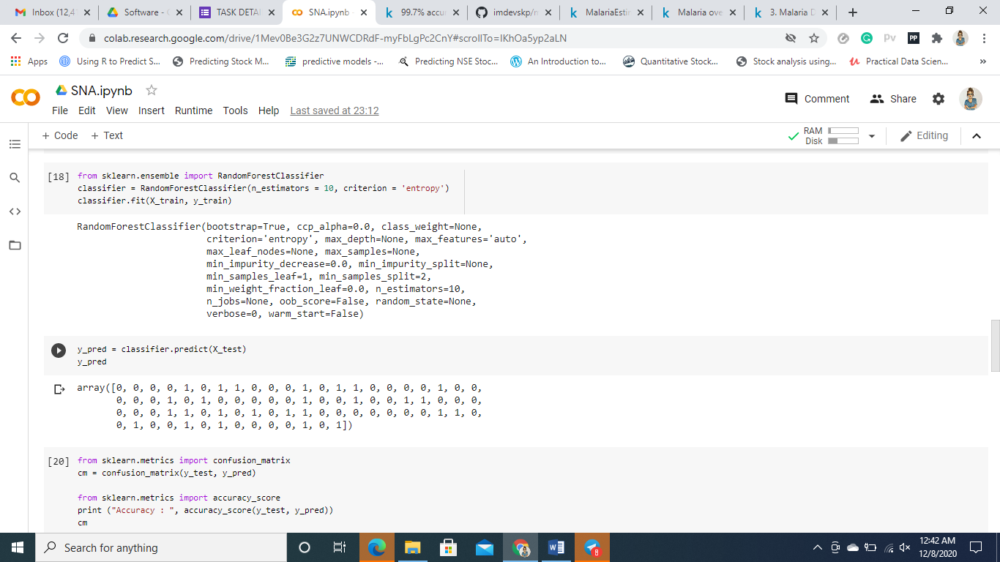 Inbox (12,4
Software -
TASK DETAI
SNA.ipynb
99.7% accu
imdevskp/
MalariaEstin
Malaria ove
3. Malaria D
colab.research.google.com/drive/1Mev0Be3G2z7UNWCDRdF-myFbLgPc2CnY#scrollTo=IKhOa5yp2aLN
Apps
Using R to Predict S...
Predicting Stock M...
predictive models -...
Predicting NSE Stoc...
An Introduction to...
Quantitative Stock...
Stock analysis using...
Practical Data Scien...
»
SNA.ipynb
Comment
Share
File Edit View Insert Runtime Tools Help Last saved at 23:12
+ Code + Text
RAM
Disk
Editing
[18] from sklearn.ensemble import RandomForestClassifier
classifier = RandomForestClassifier(n_estimators = 10, criterion = 'entropy')
classifier.fit(X_train, y_train)
RandomForestClassifier(bootstrap=True, ccp_alpha=0.0, class_weight=None,
criterion='entropy', max_depth=None, max_features='auto',
max_leaf_nodes=None, max_samples=None,
min_impurity_decrease=0.0, min_impurity_split=None,
min_samples_leaf=1, min_samples_split=2,
min_weight_fraction_leaf=0.0, n_estimators=10,
n_jobs=None, oob_score=False, random_state=None,
verbose=0, warm_start=False)
y_pred = classifier.predict(X_test)
y_pred
array([0, 0, 0, 0, 1, 0, 1, 1, 0, 0, 0, 1, 0, 1, 1, 0, 0, 0, 0, 1, 0, 0,
0, 0, 0, 1, 0, 1, 0, 0, 0, 0, 0, 1, 0, 0, 1, 0, 0, 1, 1, 0, 0, 0,
0, 0, 0, 1, 1, 0, 1, 0, 1, 0, 1, 1, 0, 0, 0, 0, 0, 0, 0, 1, 1, 0,
0, 1, 0, 0, 1, 0, 1, 0, 0, 0, 0, 1, 0, 1])
[20] from sklearn.metrics import confusion_matrix
cm = confusion_matrix(y_test, y_pred)
from sklearn.metrics import accuracy_score
print ("Accuracy : ", accuracy_score(y_test, y_pred))
cm
Search for anything
8
12:42 AM
12/8/2020